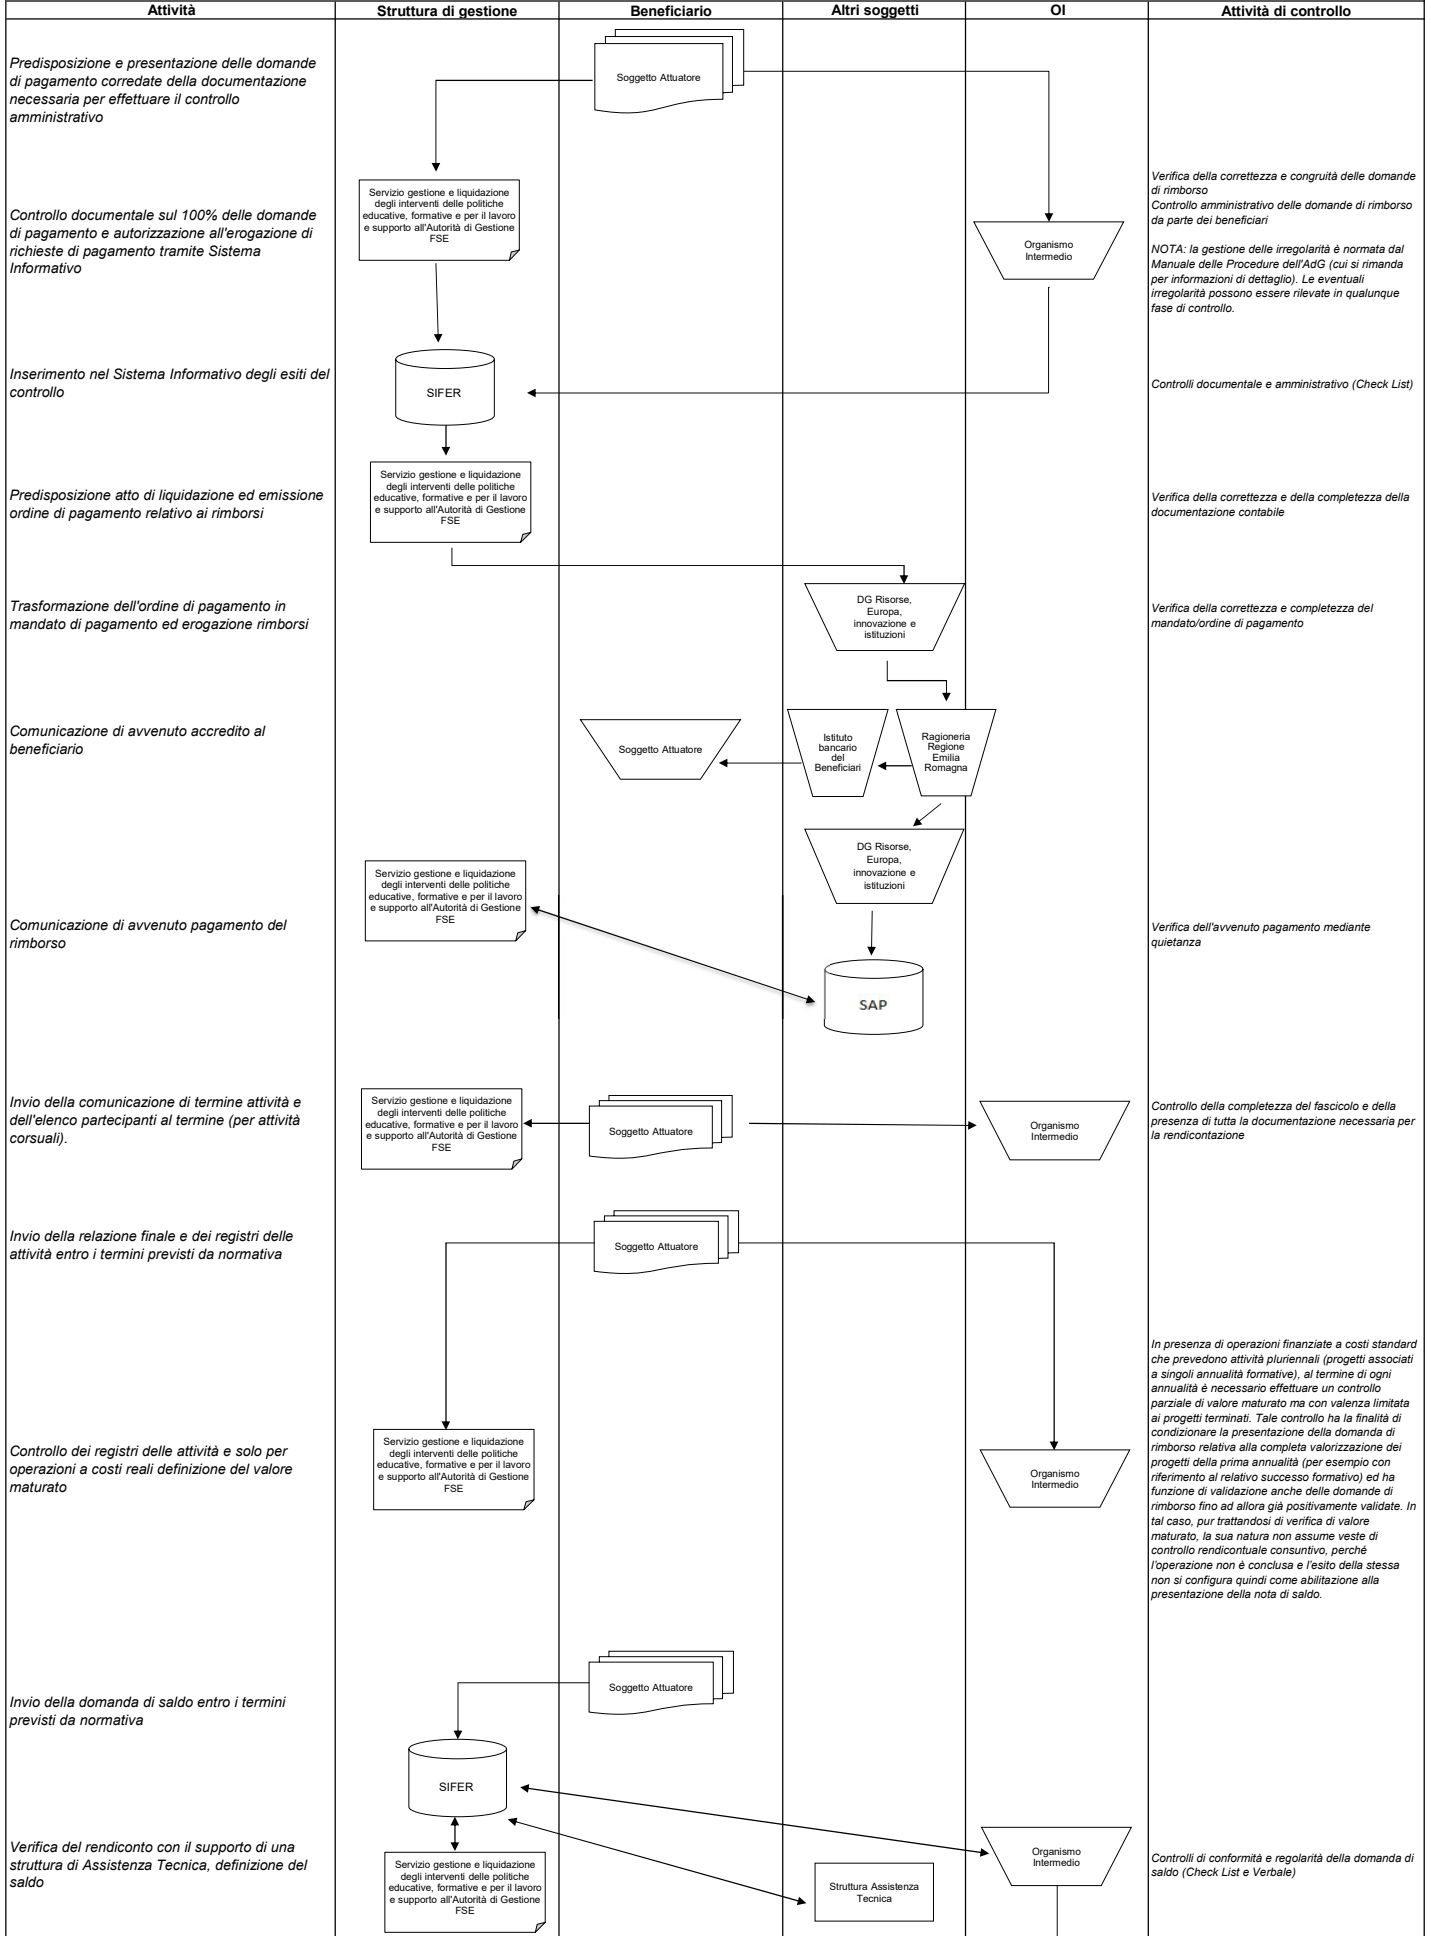 Attività
Struttura di gestione
Beneficiario
Altri soggetti
OI
Attività di controllo
Predisposizione e presentazione delle domande
di pagamento corredate della documentazione
necessaria per effettuare il controllo
amministrativo
Soggetto Attuatore
Controllo documentale sul 100% delle domande
di pagamento e autorizzazione all'erogazione di
richieste di pagamento tramite Sistema
Informativo
Servizio gestione e liquidazione
degli interventi delle politiche
educative, formative e per il lavoro
e supporto all'Autorità di Gestione
FSE
Organismo
Intermedio
Verifica della correttezza e congruità delle domande
di rimborso
Controllo amministrativo delle domande di rimborso
da parte dei beneficiari
NOTA: la gestione delle irregolarità è normata dal
Manuale delle Procedure dell'AdG (cui si rimanda
per informazioni di dettaglio). Le eventuali
irregolarità possono essere rilevate in qualunque
fase di controllo.
Inserimento nel Sistema Informativo degli esiti del
controllo
SIFER
Controlli documentale e amministrativo (Check List)
Predisposizione atto di liquidazione ed emissione
ordine di pagamento relativo ai rimborsi
Servizio gestione e liquidazione
degli interventi delle politiche
educative, formative e per il lavoro
e supporto all'Autorità di Gestione
FSE
Verifica della correttezza e della completezza della
documentazione contabile
Trasformazione dell'ordine di pagamento in
mandato di pagamento ed erogazione rimborsi
DG Risorse,
Europa,
innovazione e
istituzioni
Verifica della correttezza e completezza del
mandato/ordine di pagamento
Comunicazione di avvenuto accredito al
beneficiario
Soggetto Attuatore
Istituto
bancario
del
Beneficiari
Ragioneria
Regione
Emilia
Romagna
DG Risorse,
Europa,
innovazione e
istituzioni
Comunicazione di avvenuto pagamento del
rimborso
Servizio gestione e liquidazione
degli interventi delle politiche
educative, formative e per il lavoro
e supporto all'Autorità di Gestione
FSE
SAP
Verifica dell'avvenuto pagamento mediante
quietanza
Invio della comunicazione di termine attività e
dell'elenco partecipanti al termine (per attività
corsuali).
Servizio gestione e liquidazione
degli interventi delle politiche
educative, formative e per il lavoro
e supporto all'Autorità di Gestione
FSE
Soggetto Attuatore
Organismo
Intermedio
Controllo della completezza del fascicolo e della
presenza di tutta la documentazione necessaria per
la rendicontazione
Invio della relazione finale e dei registri delle
attività entro i termini previsti da normativa
Soggetto Attuatore
Controllo dei registri delle attività e solo per
operazioni a costi reali definizione del valore
maturato
Servizio gestione e liquidazione
degli interventi delle politiche
educative, formative e per il lavoro
e supporto all'Autorità di Gestione
FSE
Organismo
Intermedio
In presenza di operazioni finanziate a costi standard
che prevedono attività pluriennali (progetti associati
a singoli annualità formative), al termine di ogni
annualità è necessario effettuare un controllo
parziale di valore maturato ma con valenza limitata
ai progetti terminati. Tale controllo ha la finalità di
condizionare la presentazione della domanda di
rimborso relativa alla completa valorizzazione dei
progetti della prima annualità (per esempio con
riferimento al relativo successo formativo) ed ha
funzione di validazione anche delle domande di
rimborso fino ad allora già positivamente validate. In
tal caso, pur trattandosi di verifica di valore
maturato, la sua natura non assume veste di
controllo rendicontuale consuntivo, perché
l'operazione non è conclusa e l'esito della stessa
non si configura quindi come abilitazione alla
presentazione della nota di saldo.
Invio della domanda di saldo entro i termini
previsti da normativa
Soggetto Attuatore
SIFER
Verifica del rendiconto con il supporto di una
struttura di Assistenza Tecnica, definizione del
saldo
Servizio gestione e liquidazione
degli interventi delle politiche
educative, formative e per il lavoro
e supporto all'Autorità di Gestione
FSE
Struttura Assistenza
Tecnica
Organismo
Intermedio
Controlli di conformità e regolarità della domanda di
saldo (Check List e Verbale)